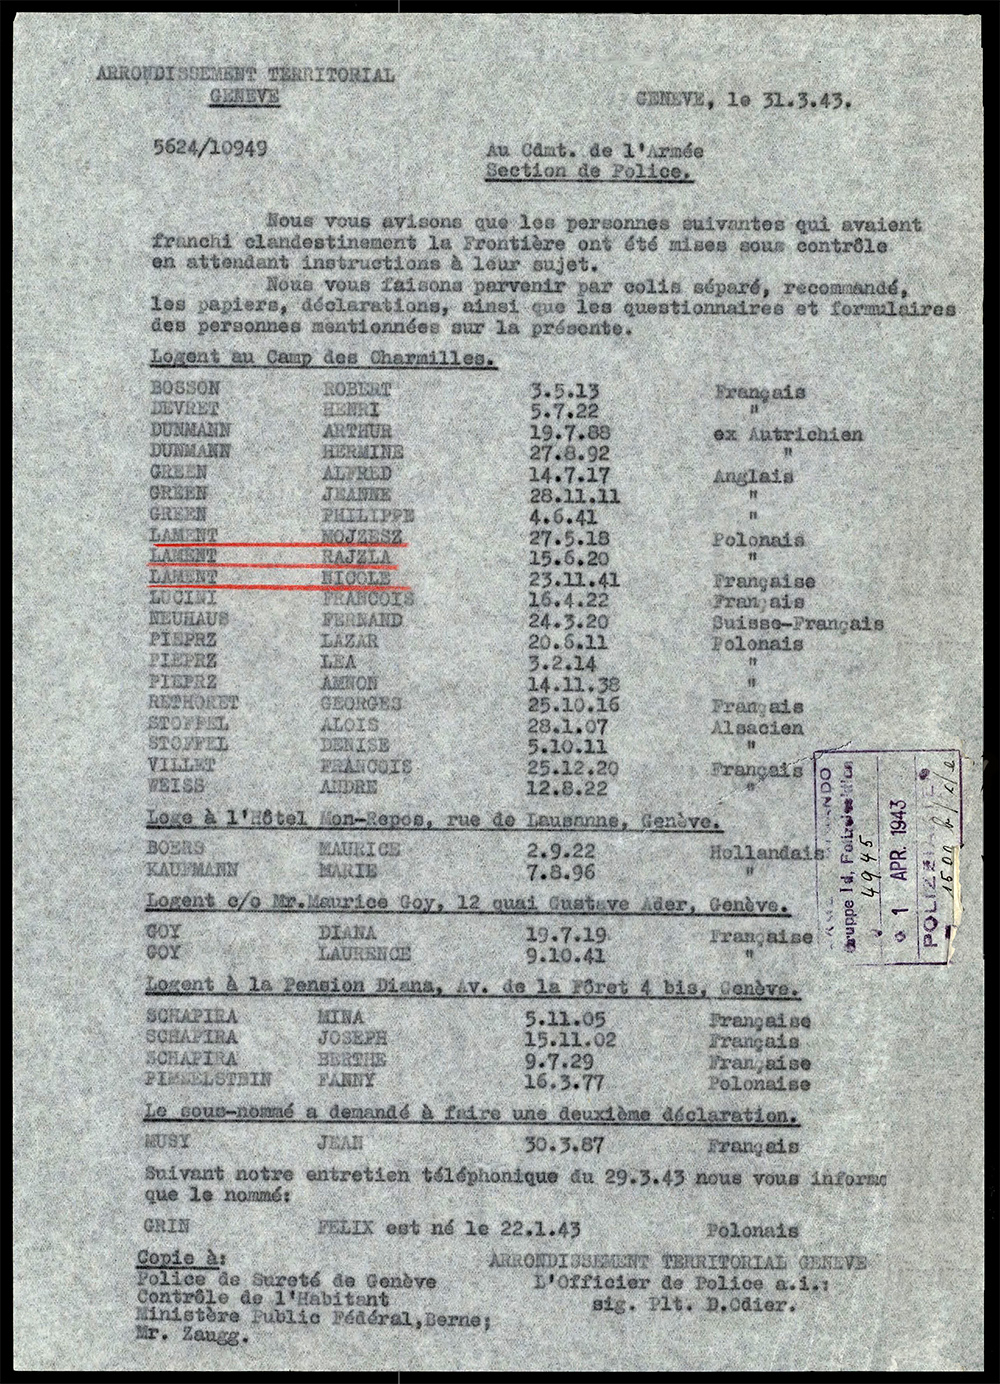 ARRONDISSEMENT TERRITORIAL
GENEVE
GENEVE, le 31.3.43.
5624/10949
Au Cdmt. de l'Armée
Section de Police.
Nous vous avisons que les personnes suivantes qui avaient
franchi clandestinement la Frontière ont été mises sous contrôle
en attendant instructions à leur sujet.
Nous vous faisons parvenir par colis séparé, recommandé,
les papiers, déclarations, ainsi que les questionnaires et formulaires
des personnes mentionnées sur la présente.
Logent au Camp des Charmilles.
BOSSON ROBERT 3.5.13 Français
DEVRET HENRI 5.7.22 "
DUNMANN ARTHUR 19.7.88 ex Autrichien
DUNMANN HERMINE 27.8.92 "
GREEN ALFRED 14.7.17 Anglais
GREEN JEANNE 28.11.11 "
GREEN PHILIPPE 4.6.41 "
LAMENT MOJZESZ 27.5.18 Polonais
LAMENT RAJZLA 15.6.20 "
LAMENT NICOLE 23.11.41 Française
LUCINI FRANCOIS 16.4.22 Français
NEUHAUS FERNAND 24.3.20 Suisse-Français
PIEPRZ LAZAR 20.6.11 Polonais
PIEPRZ LEA 3.2.14 "
PIEPRZ AMNON 14.11.38 "
RETHORET GEORGES 25.10.16 Français
STOFFEL ALOIS 28.1.07 Alsacien
STOFFEL DENISE 5.10.11 "
VILLET FRANCOIS 25.12.20 Français
WEISS ANDRE 12.8.22 "
Loge à l'Hôtel Mon-Repos, rue de Lausanne, Genève.
BOERS MAURICE 2.9.22 Hollandais
KAUFMANN MARIE 7.8.96 "
Logent c/o Mr.Maurice Goy, 12 quai Gustave Ader, Genève.
GOY DIANA 19.7.19 Française
GOY LAURENCE 9.10.41 "
Logent à la Pension Diana, Av. de la Fôret 4 bis, Genève.
SCHAPIRA MINA 5.11.05 Française
SCHAPIRA JOSEPH 15.11.02 Français
SCHAPIRA BERTHE 9.7.29 Française
FANNY 16.3.77 Polonaise
Le sous-nommé a demandé à faire une deuxième déclaration.
MUSY JEAN 30.3.87 Français
Suivant notre entretien téléphonique du 29.3.43 nous vous informe
que le nommé:
GRIN FELIX est né le 22.1.43 Polonais
Copie à:
Police de Sureté de Genève
Contrôle de l'Habitant
Ministère Public Fédéral,Berne;
Mr. Zaugg.
ARRONDISSEMENT TERRITORIAL GENEVE
L'Officier de Police a.i.:
sig. Plt. D.Odier.
Gruppe Id,
4945
1 APR. 1943